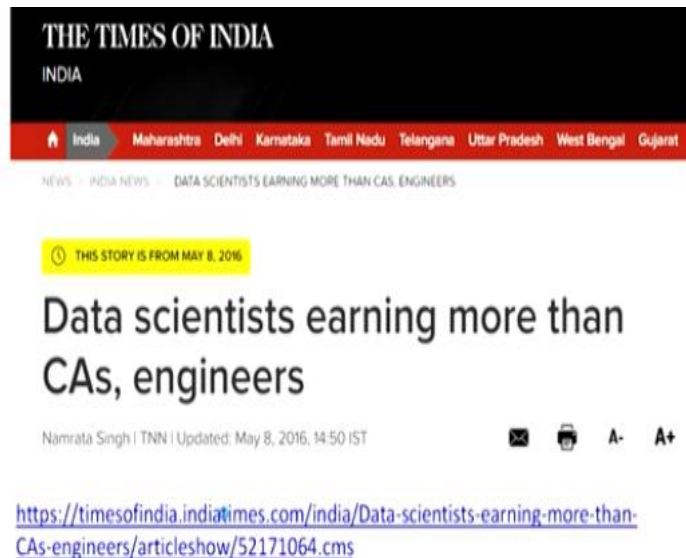 THE TIMES OF INDIA
INDIA
India Maharashtra Delhi Karnataka Tamil Nadu Telangana Uttar Pradesh West Bengal Gujarat
NEWS > INDIA NEWS > DATA SCIENTISTS EARNING MORE THAN CAS, ENGINEERS
THIS STORY IS FROM MAY 8, 2016
Data scientists earning more than
CAs, engineers
Namrata Singh | TNN | Updated: May 8, 2016, 14:50 IST A- A+
https://timesofindia.indiatimes.com/india/Data-scientists-earning-more-than-
CAs-engineers/articleshow/52171064.cms